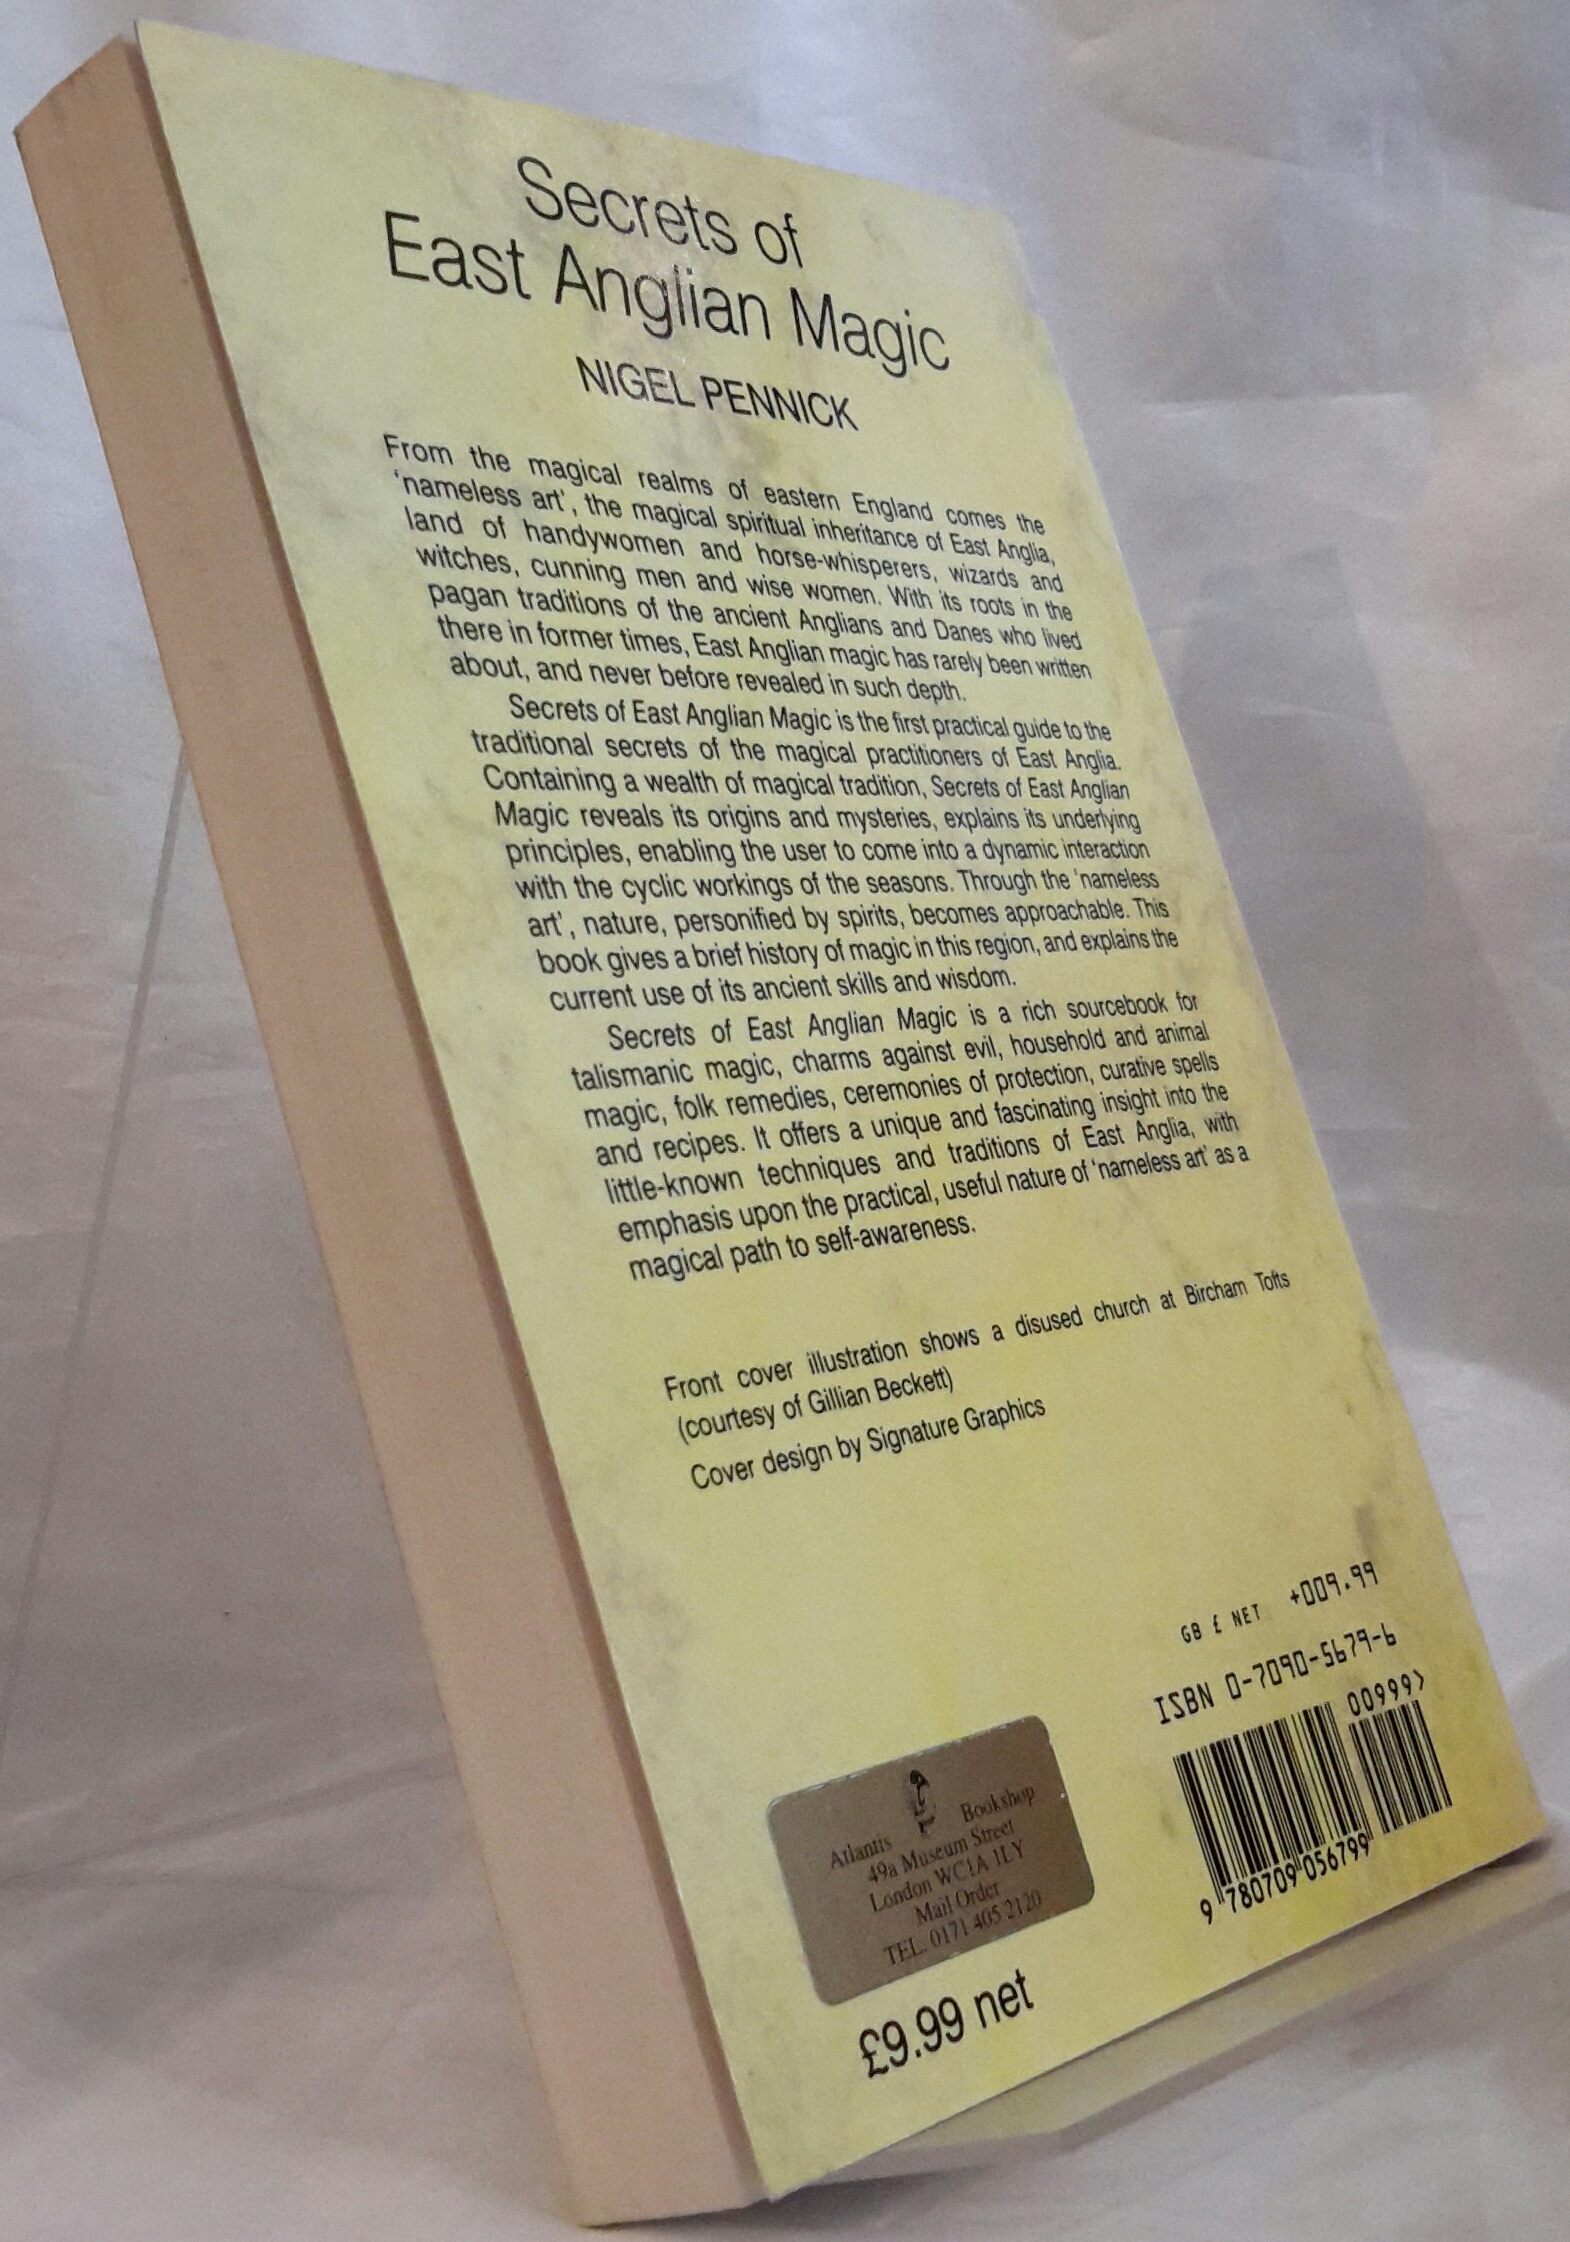 Secrets of
East Anglian Magic
NIGEL PENNICK
From the magical realms of eastern England comes the
'nameless art', the magical spiritual inheritance of East Anglia,
land of handywomen and horse-whisperers, wizards and
witches, cunning men and wise women. With its roots in the
pagan traditions of the ancient Anglians and Danes who lived
there in former times, East Anglian magic has rarely been written
about, and never before revealed in such depth.
Secrets of East Anglian Magic is the first practical guide to the
traditional secrets of the magical practitioners of East Anglia.
Containing a wealth of magical tradition, Secrets of East Anglian
Magic reveals its origins and mysteries, explains its underlying
principles, enabling the user to come into a dynamic interaction
with the cyclic workings of the seasons. Through the 'nameless
art', nature, personified by spirits, becomes approachable. This
book gives a brief history of magic in this region, and explains the
current use of its ancient skills and wisdom.
Secrets of East Anglian Magic is a rich sourcebook for
talismanic magic, charms against evil, household and animal
magic, folk remedies, ceremonies of protection, curative spells
and recipes. It offers a unique and fascinating insight into the
little-known techniques and traditions of East Anglia, with
emphasis upon the practical, useful nature of 'nameless art' as a
magical path to self-awareness.
Front cover illustration shows a disused church at Bircham Tofts
(courtesy of Gillian Beckett)
Cover design by Signature Graphics
GB £ NET +009.99
ISBN 0-7090-5679-6
00999>
9 780709 056799
Atlantis Bookshop
49a Museum Street
London WC1A 1LY
Mail Order
TEL. 0171 405 2120
£9.99 net